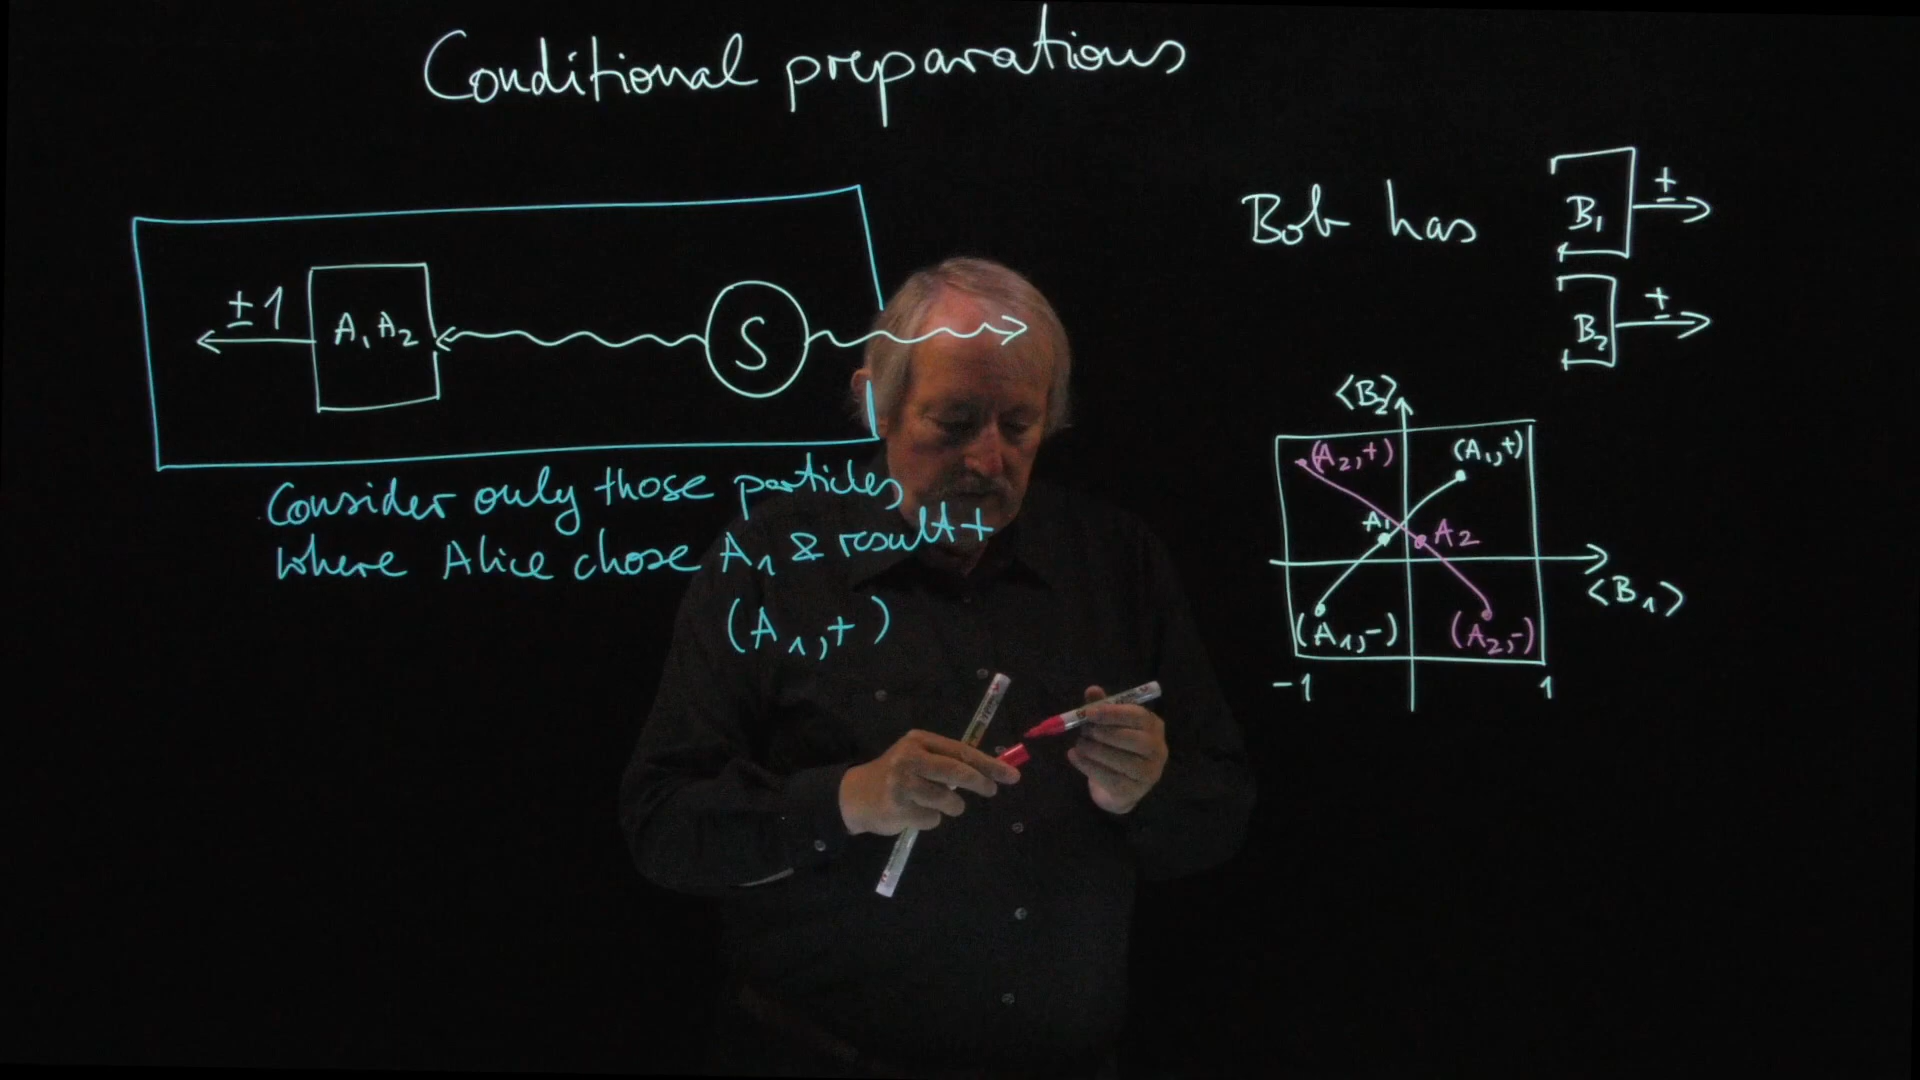 Conditional preparations
± 1
A₁ A₂
S
Consider only those particles
where Alice chose A₁ & result +
(A₁,+)
Bob has
B₁
±
B₂
±
<B₂>
(A₂,+)
(A₁,+)
A₁
A₂
<B₁>
(A₁,-)
(A₂,-)
-1
1